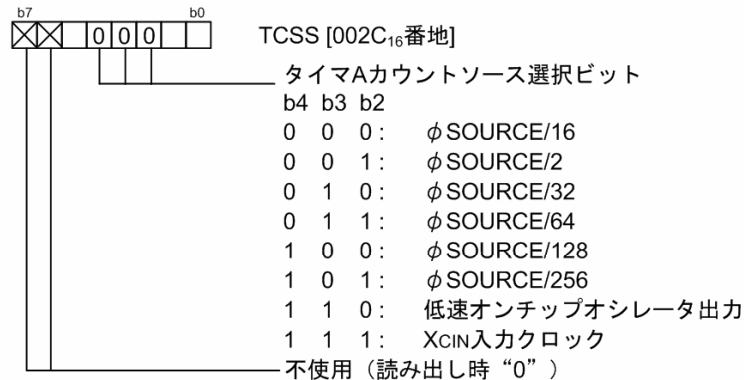 b7 b0
0 0 0
TCSS [002C₁₆番地]
タイマAカウントソース選択ビット
b4 b3 b2
0 0 0: φSOURCE/16
0 0 1: φSOURCE/2
0 1 0: φSOURCE/32
0 1 1: φSOURCE/64
1 0 0: φSOURCE/128
1 0 1: φSOURCE/256
1 1 0: 低速オンチップオシレータ出力
1 1 1: XCIN入力クロック
不使用（読み出し時“0”）